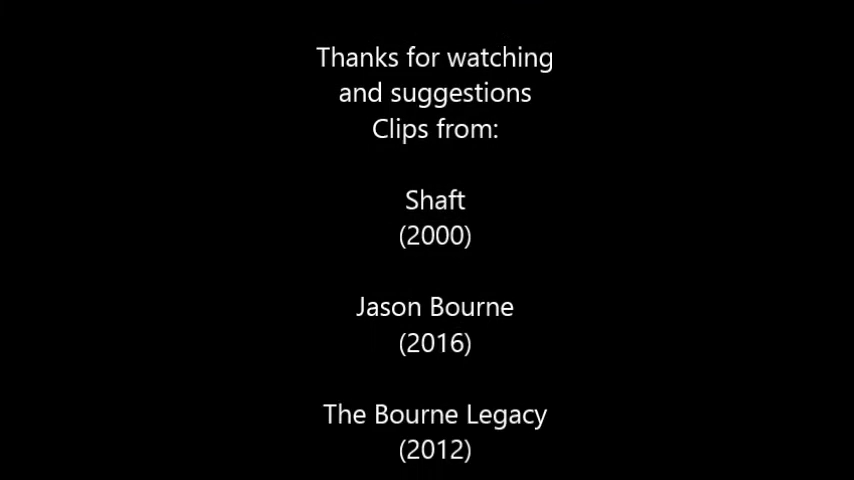 Thanks for watching
and suggestions
Clips from:
Shaft
(2000)
Jason Bourne
(2016)
The Bourne Legacy
(2012)